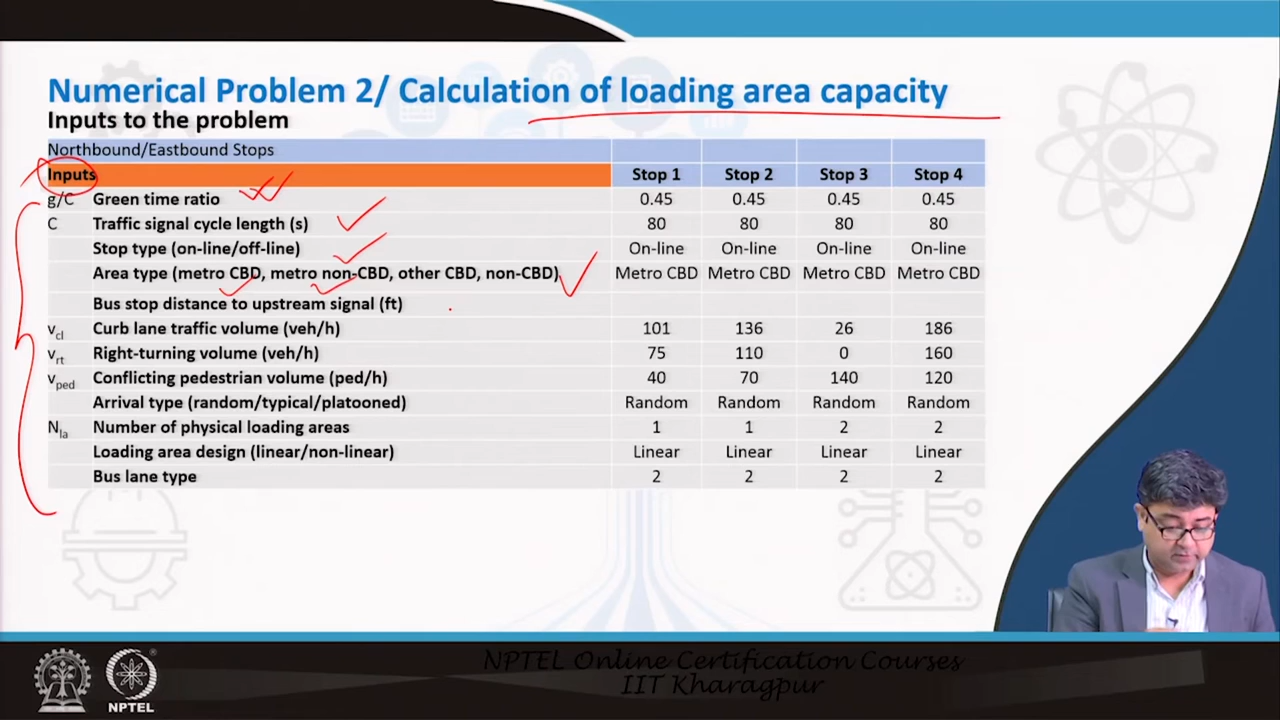 Numerical Problem 2/ Calculation of loading area capacity
Inputs to the problem
Northbound/Eastbound Stops
Inputs Stop 1 Stop 2 Stop 3 Stop 4
g/C Green time ratio 0.45 0.45 0.45 0.45
C Traffic signal cycle length (s) 80 80 80 80
Stop type (on-line/off-line) On-line On-line On-line On-line
Area type (metro CBD, metro non-CBD, other CBD, non-CBD) Metro CBD Metro CBD Metro CBD Metro CBD
Bus stop distance to upstream signal (ft)
vcl Curb lane traffic volume (veh/h) 101 136 26 186
vrt Right-turning volume (veh/h) 75 110 0 160
vped Conflicting pedestrian volume (ped/h) 40 70 140 120
Arrival type (random/typical/platooned) Random Random Random Random
Nla Number of physical loading areas 1 1 2 2
Loading area design (linear/non-linear) Linear Linear Linear Linear
Bus lane type 2 2 2 2
NPTEL Online Certification Courses
IIT Kharagpur
NPTEL